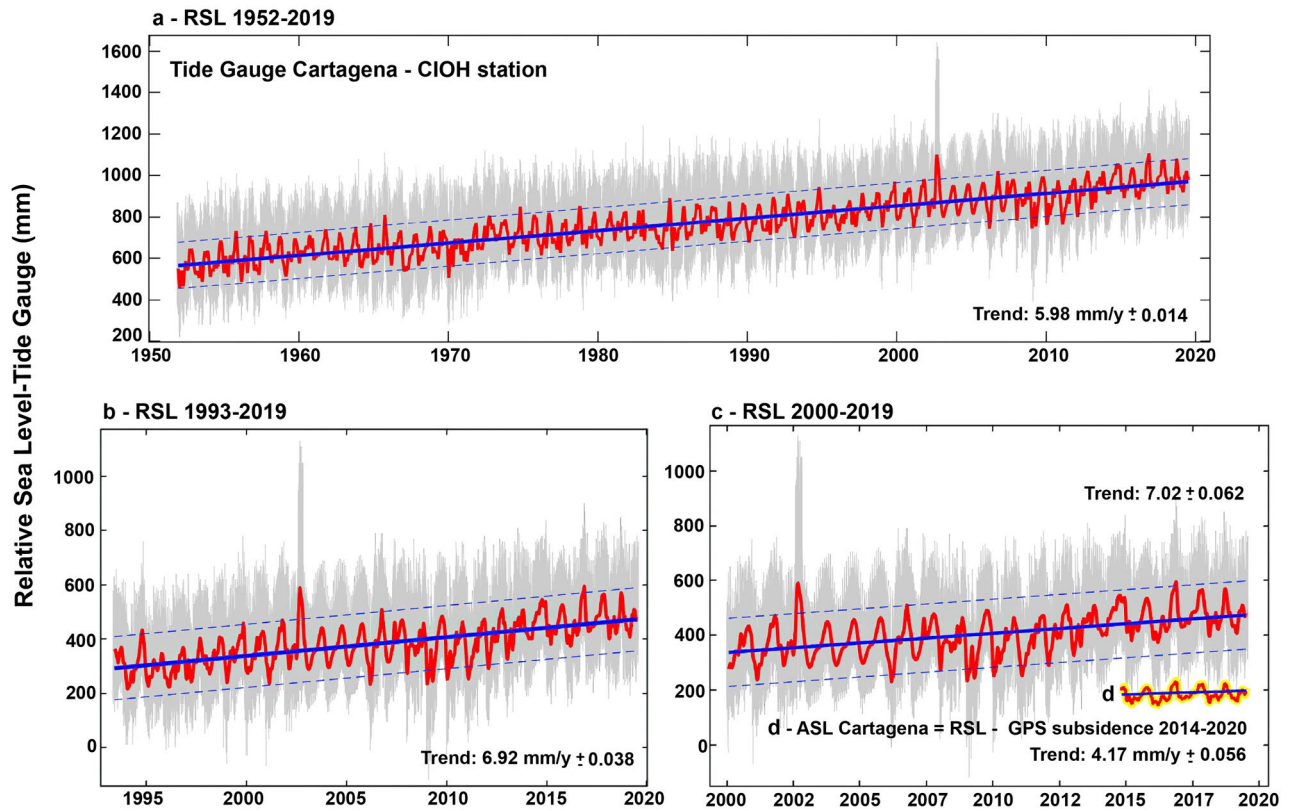 a - RSL 1952-2019
Tide Gauge Cartagena - CIOH station
Relative Sea Level-Tide Gauge (mm)
1600
1400
1200
1000
800
600
400
200
Trend: 5.98 mm/y ± 0.014
1950 1960 1970 1980 1990 2000 2010 2020
b - RSL 1993-2019
1000
800
600
400
200
0
Trend: 6.92 mm/y ± 0.038
1995 2000 2005 2010 2015 2020
c - RSL 2000-2019
1000
800
600
400
200
0
Trend: 7.02 ± 0.062
d
d - ASL Cartagena = RSL - GPS subsidence 2014-2020
Trend: 4.17 mm/y ± 0.056
2000 2002 2005 2007 2010 2012 2015 2017 2020